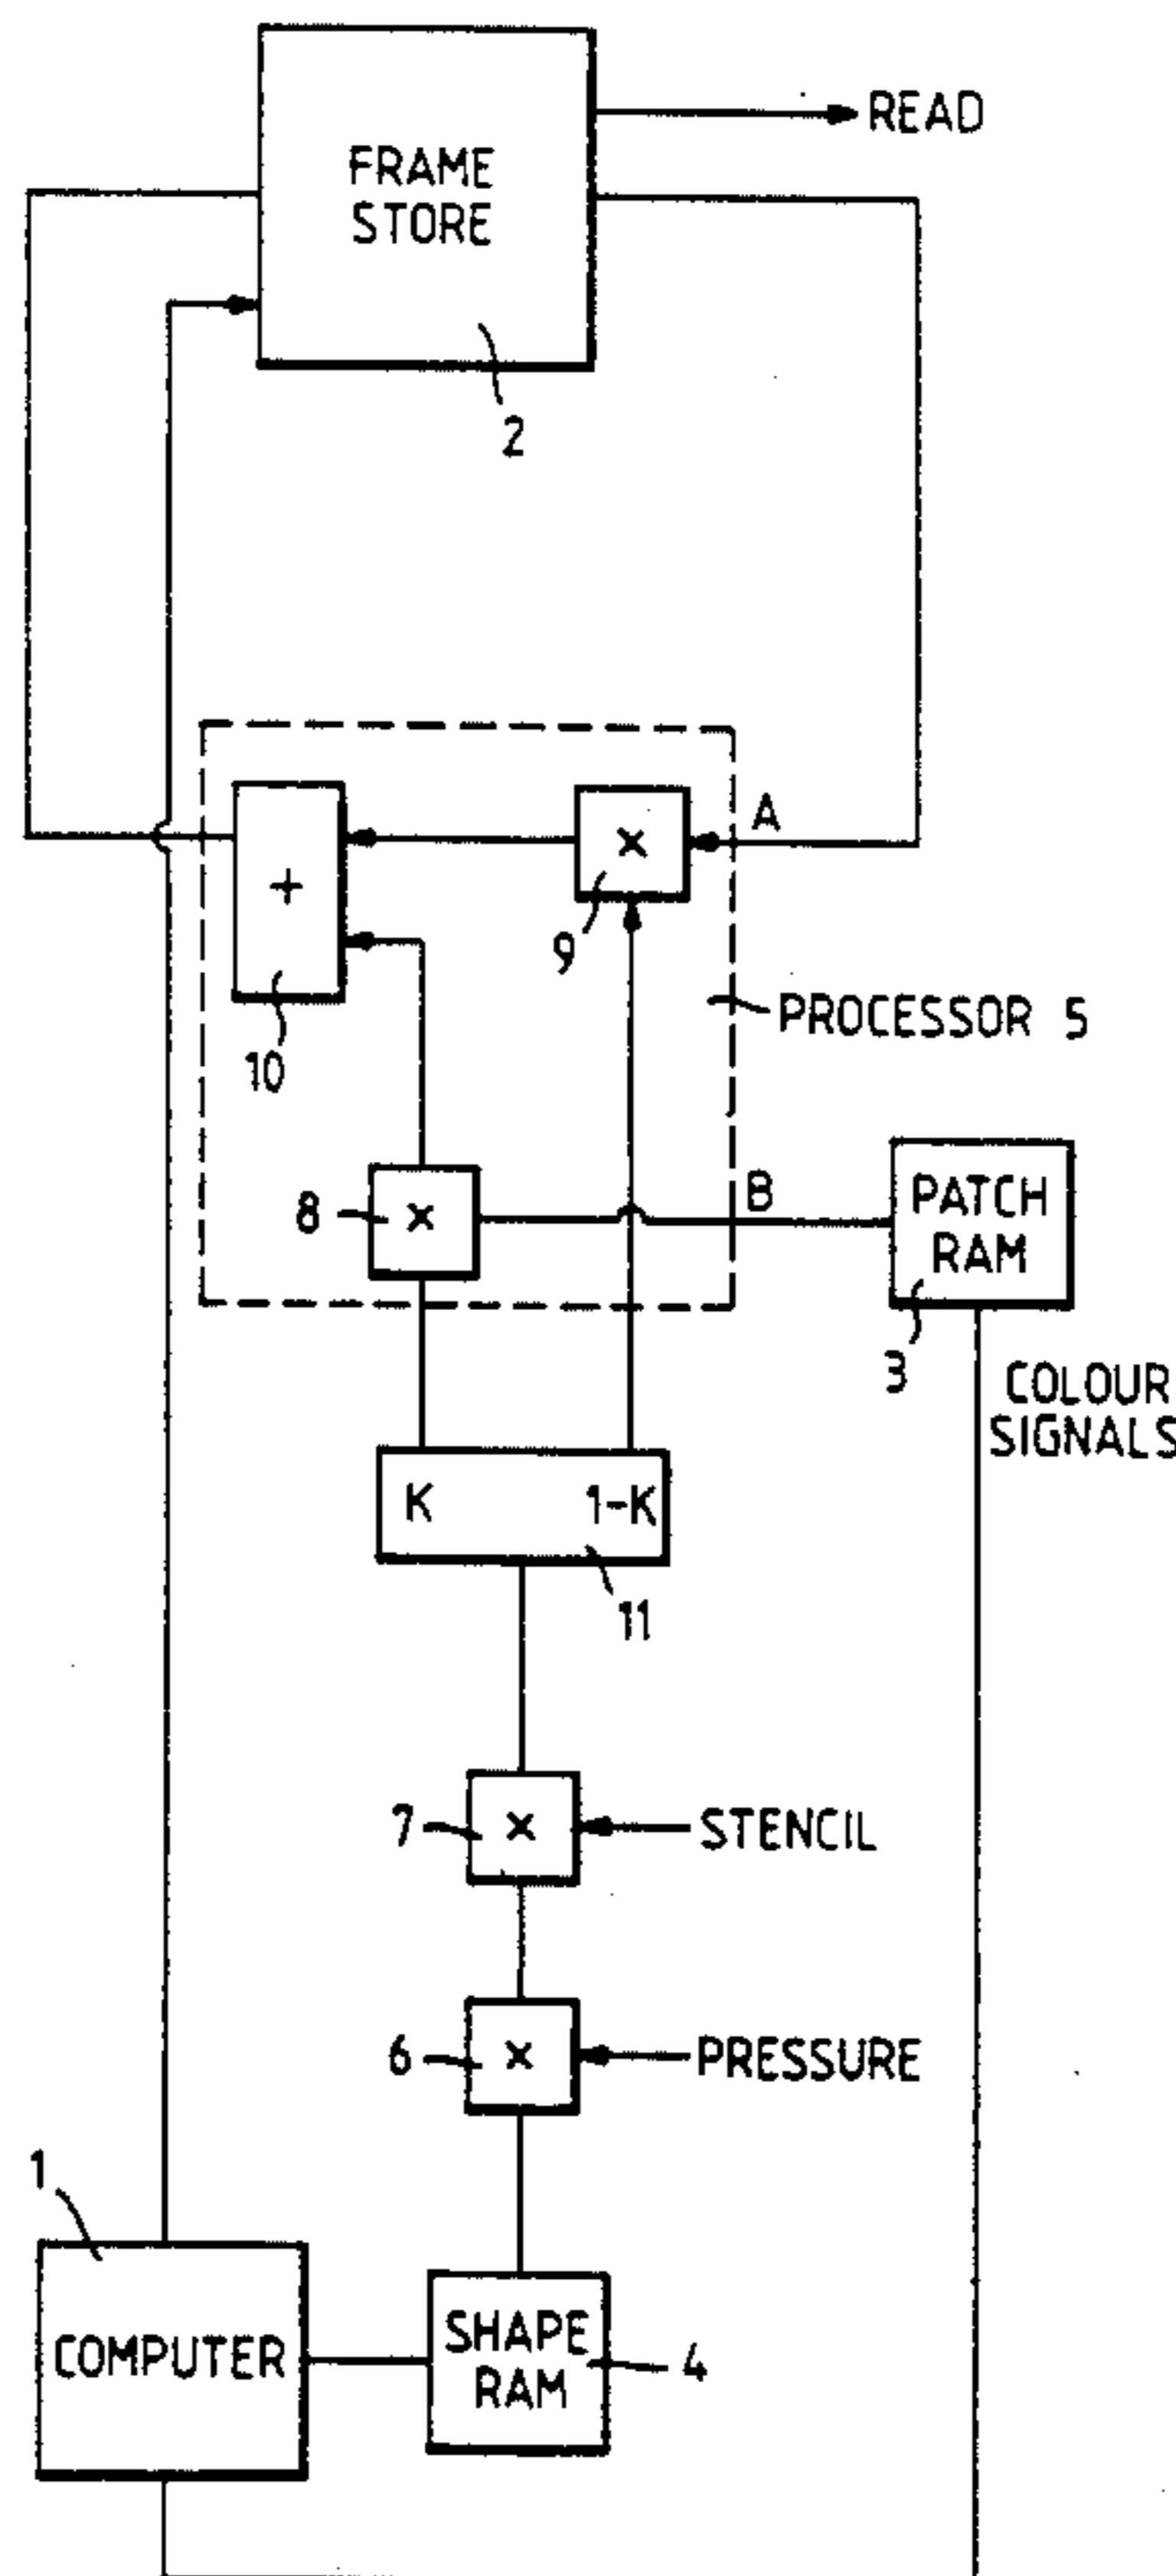 READ
FRAME
STORE
2
A
×
+
9
PROCESSOR 5
10
B
8
×
PATCH
RAM
3
COLOUR
SIGNALS
K
1-K
11
7
×
STENCIL
6
×
PRESSURE
1
COMPUTER
SHAPE
RAM
4